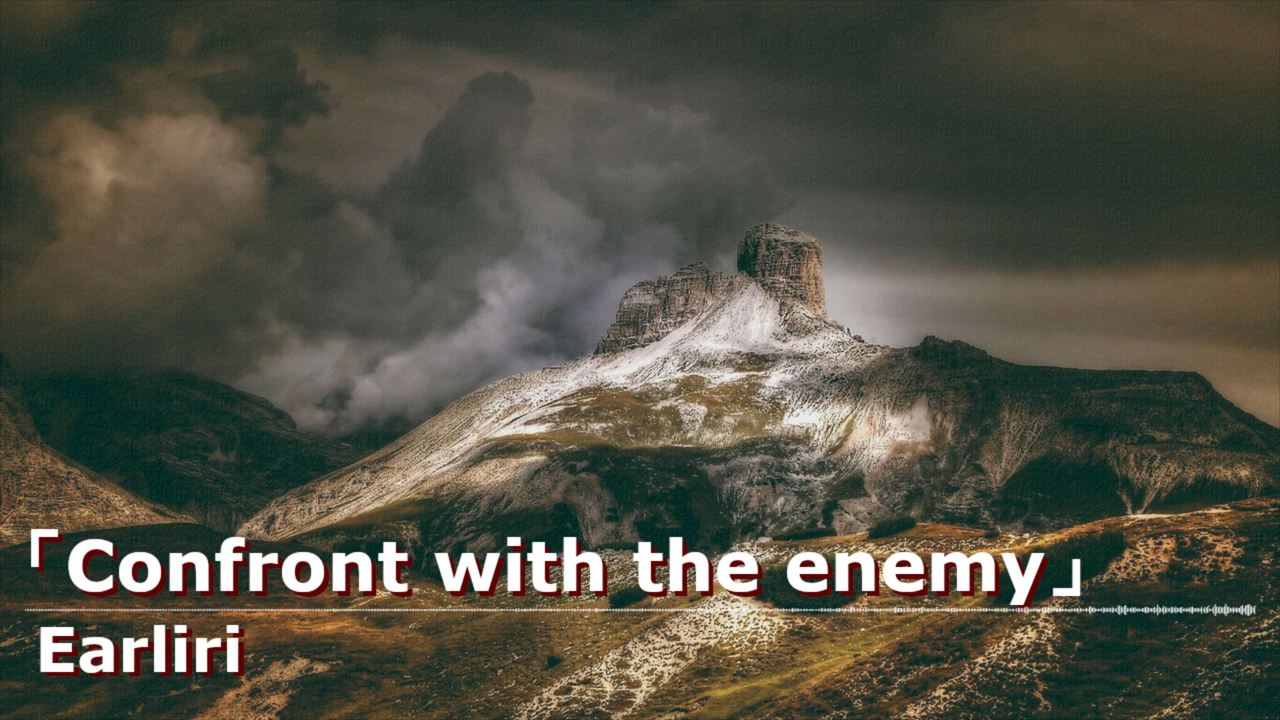 「Confront with the enemy」
Earliri